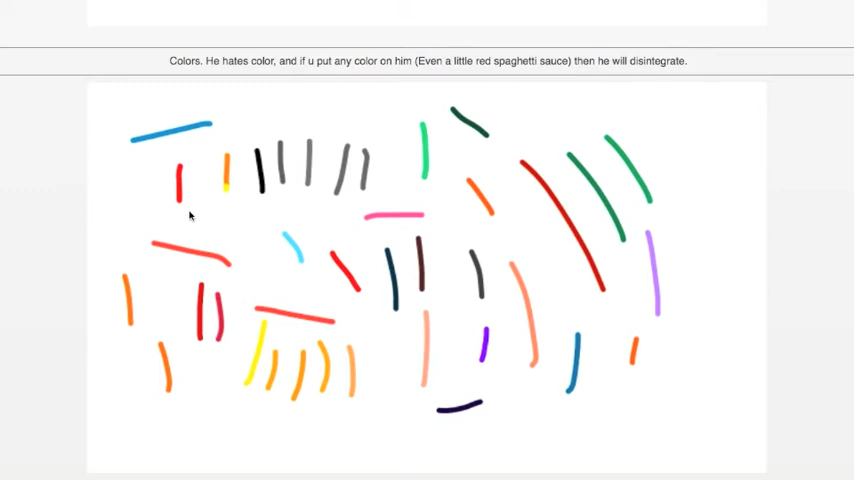 Colors. He hates color, and if u put any color on him (Even a little red spaghetti sauce) then he will disintegrate.